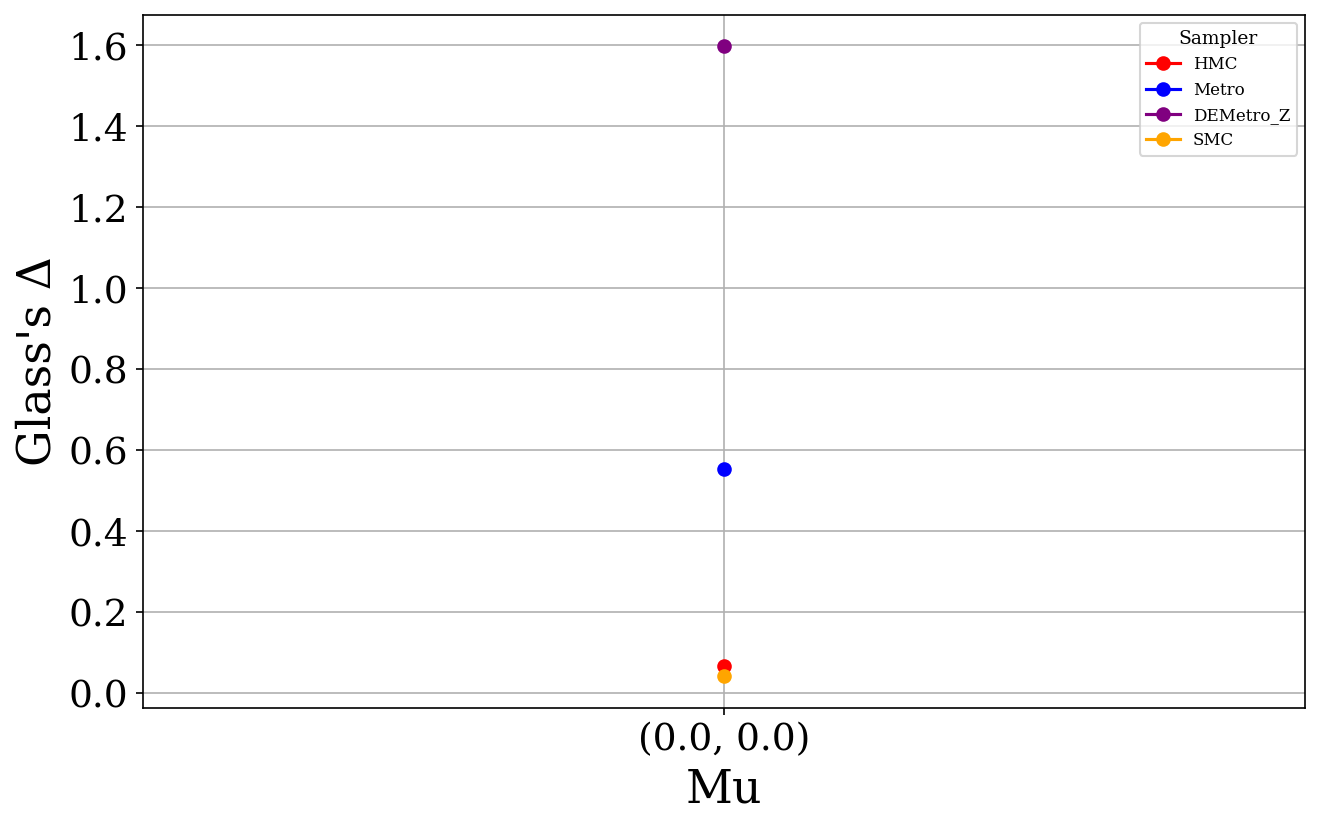 Glass's Δ
1.6
1.4
1.2
1.0
0.8
0.6
0.4
0.2
0.0
Sampler
HMC
Metro
DEMetro_Z
SMC
(0.0, 0.0)
Mu